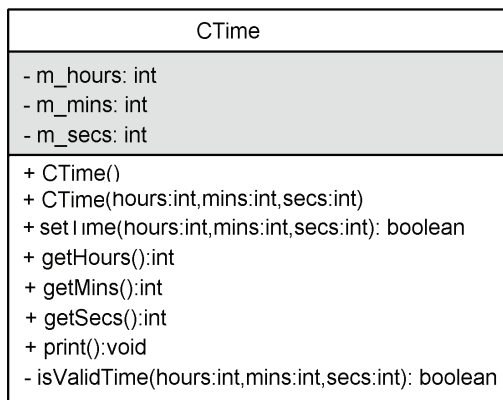 CTime
- m_hours: int
- m_mins: int
- m_secs: int
+ CTime()
+ CTime(hours:int,mins:int,secs:int)
+ setTime(hours:int,mins:int,secs:int): boolean
+ getHours():int
+ getMins():int
+ getSecs():int
+ print():void
- isValidTime(hours:int,mins:int,secs:int): boolean